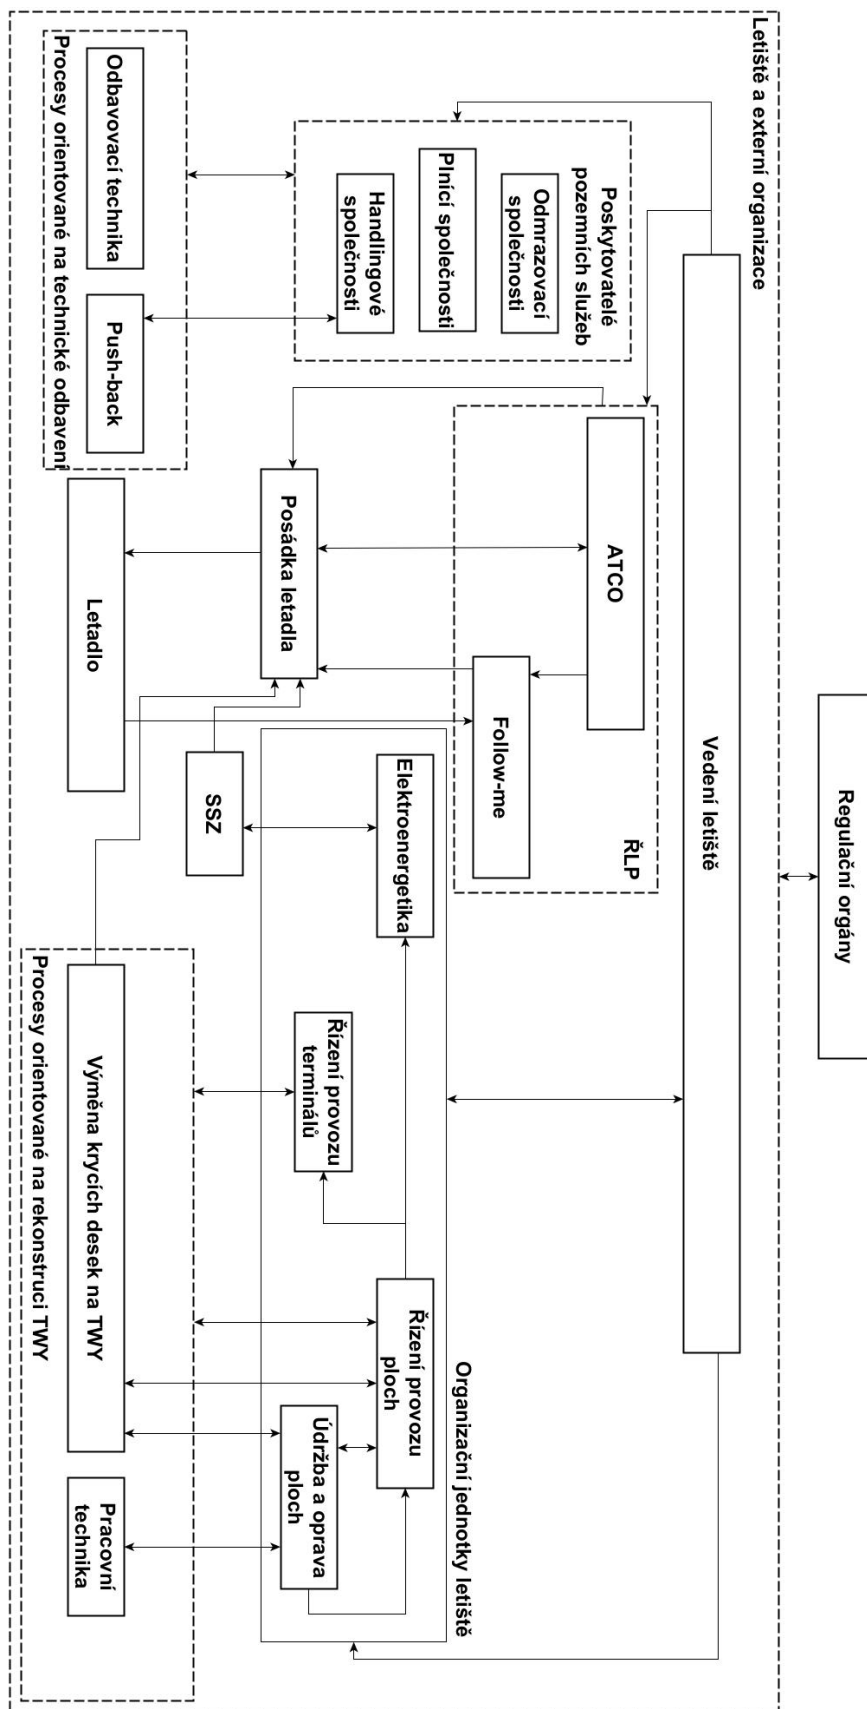 Regulační orgány
Letiště a externí organizace
Vedení letiště
Poskytovatelé
pozemních služeb
Odmrazovací
společnosti
Plnící společnosti
Handlingové
společnosti
ATCO
Follow-me
ŘLP
Organizační jednotky letiště
Elektroenergetika
Řízení provozu
terminálů
Řízení provozu
ploch
Údržba a oprava
ploch
Posádka letadla
SSZ
Odbavovací technika
Push-back
Procesy orientované na technické odbavení
Letadlo
Výměna krycích desek na TWY
Pracovní
technika
Procesy orientované na rekonstruci TWY